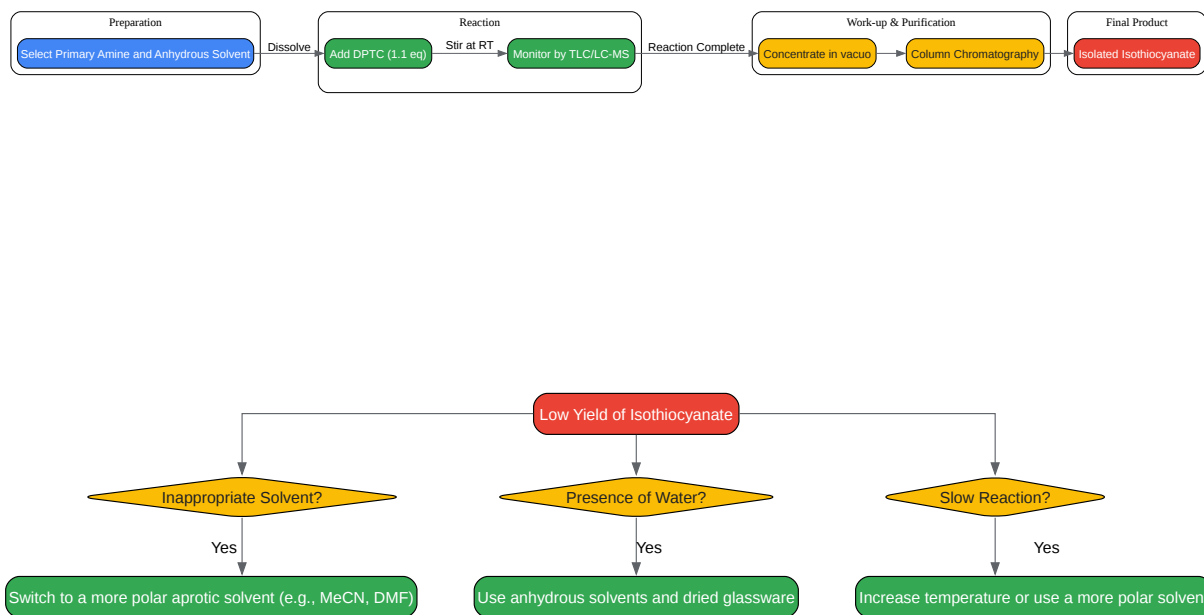 Preparation
Reaction
Work-up & Purification
Final Product
Select Primary Amine and Anhydrous Solvent
Dissolve
Add DPTC (1.1 eq)
Stir at RT
Monitor by TLC/LC-MS
Reaction Complete
Concentrate in vacuo
Column Chromatography
Isolated Isothiocyanate
Low Yield of Isothiocyanate
Inappropriate Solvent?
Presence of Water?
Slow Reaction?
Yes
Yes
Yes
Switch to a more polar aprotic solvent (e.g., MeCN, DMF)
Use anhydrous solvents and dried glassware
Increase temperature or use a more polar solven